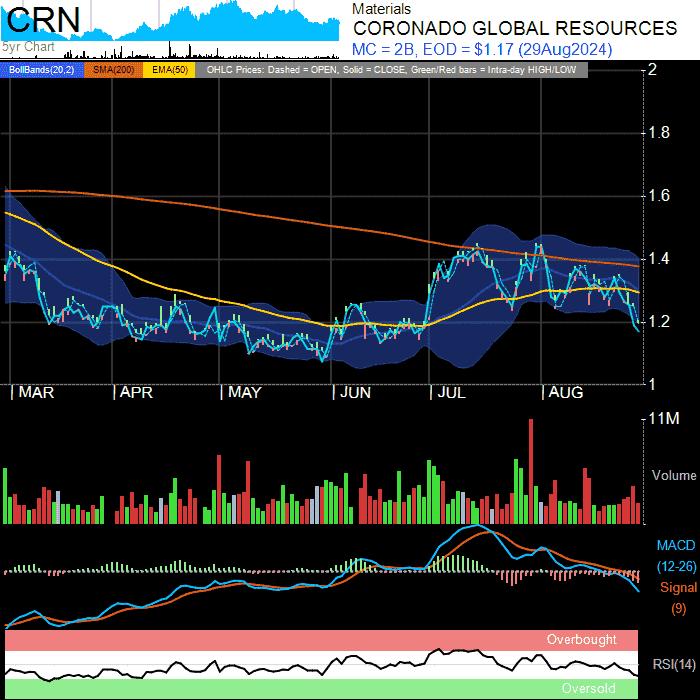 CRN
5yr Chart
Materials
CORONADO GLOBAL RESOURCES
MC = 2B, EOD = $1.17 (29Aug2024)
BollBands(20,2) SMA(200) EMA(50) OHLC Prices: Dashed = OPEN, Solid = CLOSE, Green/Red bars = Intra-day HIGH/LOW
2
1.8
1.6
1.4
1.2
1
| MAR | APR | MAY | JUN | JUL | AUG
11M
Volume
MACD
(12-26)
Signal
(9)
Overbought
RSI(14)
Oversold